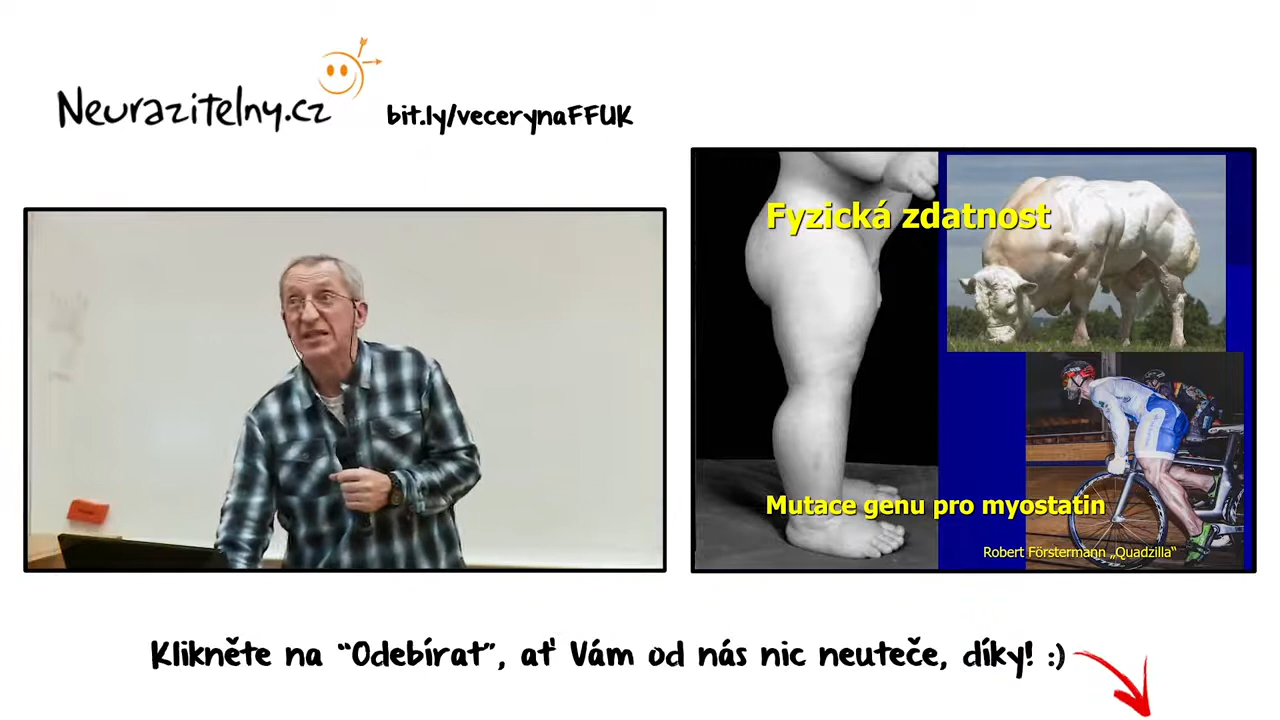 Neurazitelny.cz
bit.ly/vecerynaFFUK
Fyzická zdatnost
Mutace genu pro myostatin
Robert Förstermann „Quadzilla“
Klikněte na “Odebírat”, ať Vám od nás nic neuteče, díky! :)